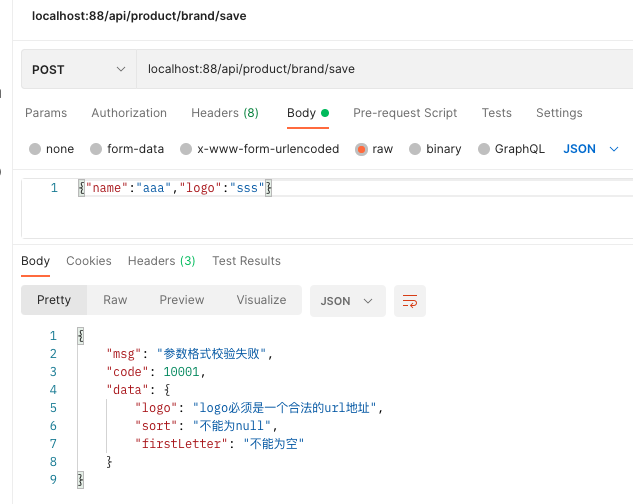 localhost:88/api/product/brand/save
POST localhost:88/api/product/brand/save
Params Authorization Headers (8) Body Pre-request Script Tests Settings
none form-data x-www-form-urlencoded raw binary GraphQL JSON
1 {"name":"aaa","logo":"sss"}
Body Cookies Headers (3) Test Results
Pretty Raw Preview Visualize JSON
1 {
2 "msg": "参数格式校验失败",
3 "code": 10001,
4 "data": {
5 "logo": "logo必须是一个合法的url地址",
6 "sort": "不能为null",
7 "firstLetter": "不能为空"
8 }
9 }